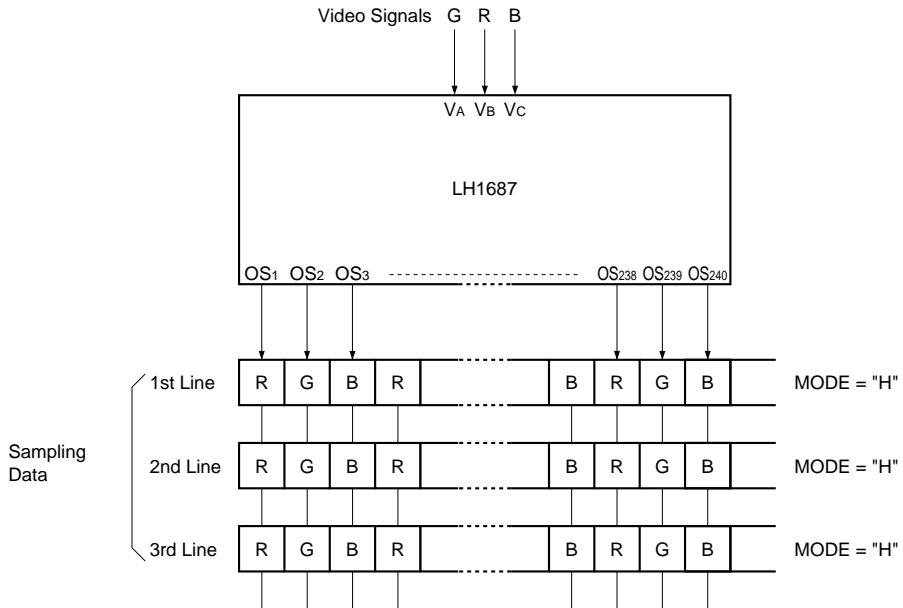 Video Signals G R B
VA VB VC
LH1687
OS1 OS2 OS3 OS238 OS239 OS240
1st Line R G B R B R G B MODE = "H"
Sampling
Data
2nd Line R G B R B R G B MODE = "H"
3rd Line R G B R B R G B MODE = "H"